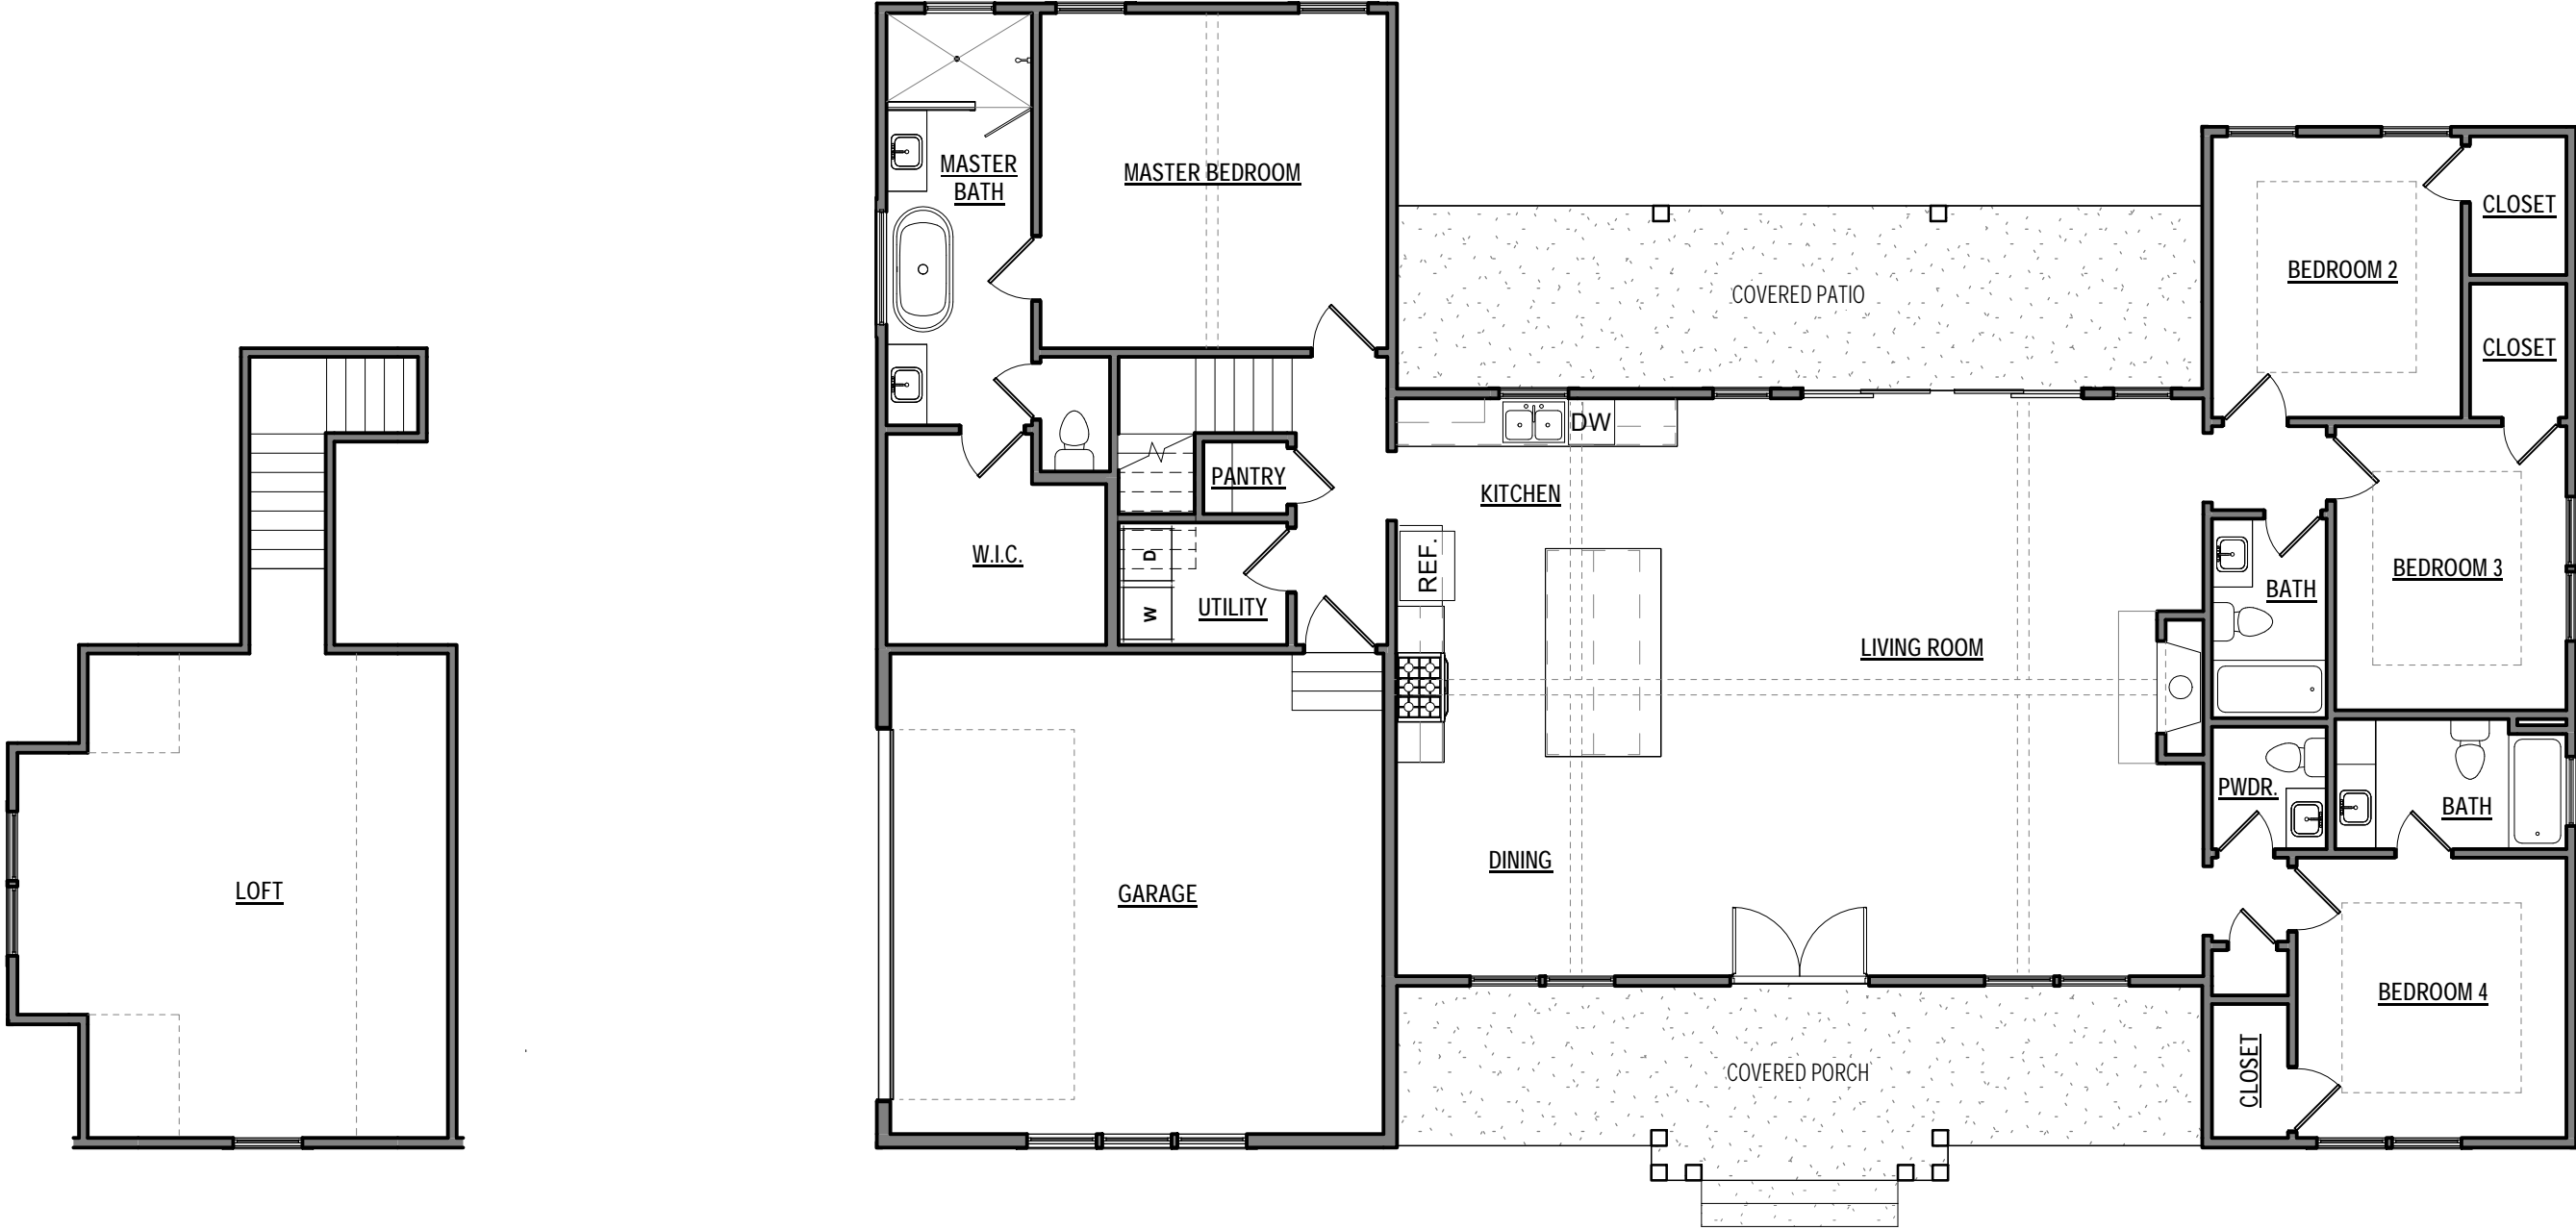 MASTER
BATH
MASTER BEDROOM
COVERED PATIO
BEDROOM 2
CLOSET
CLOSET
DW
PANTRY
KITCHEN
W.I.C.
D
W
UTILITY
REF.
LIVING ROOM
BATH
BEDROOM 3
PWDR.
BATH
DINING
LOFT
GARAGE
BEDROOM 4
CLOSET
COVERED PORCH